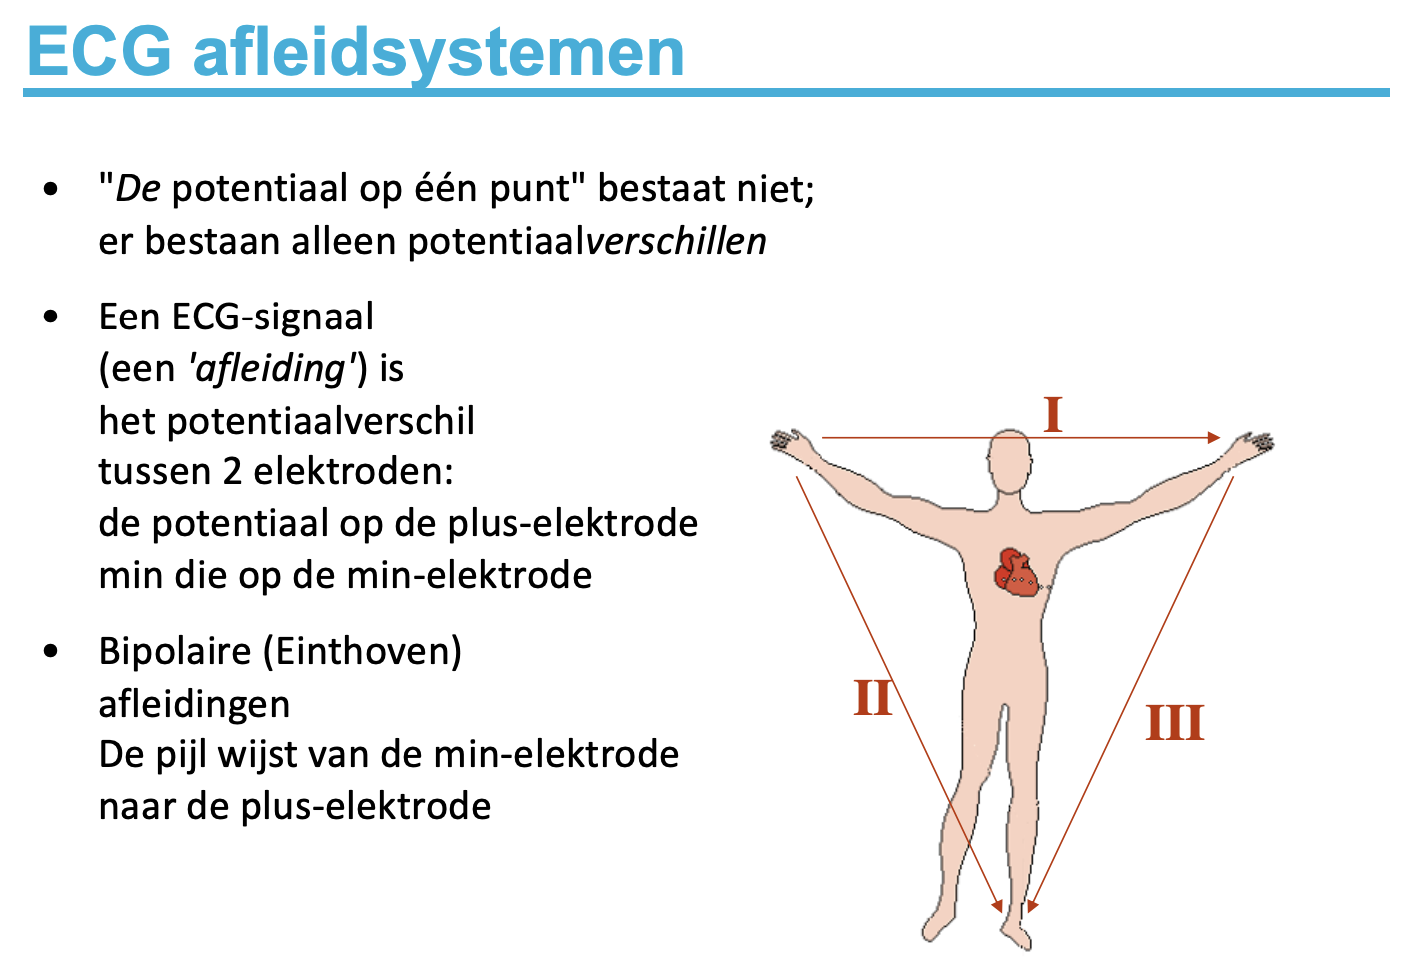 ECG afleidsystemen
• "De potentiaal op één punt" bestaat niet;
er bestaan alleen potentiaalverschillen
• Een ECG-signaal
(een 'afleiding') is
het potentiaalverschil
tussen 2 elektroden:
de potentiaal op de plus-elektrode
min die op de min-elektrode
• Bipolaire (Einthoven)
afleidingen
De pijl wijst van de min-elektrode
naar de plus-elektrode
I
II
III